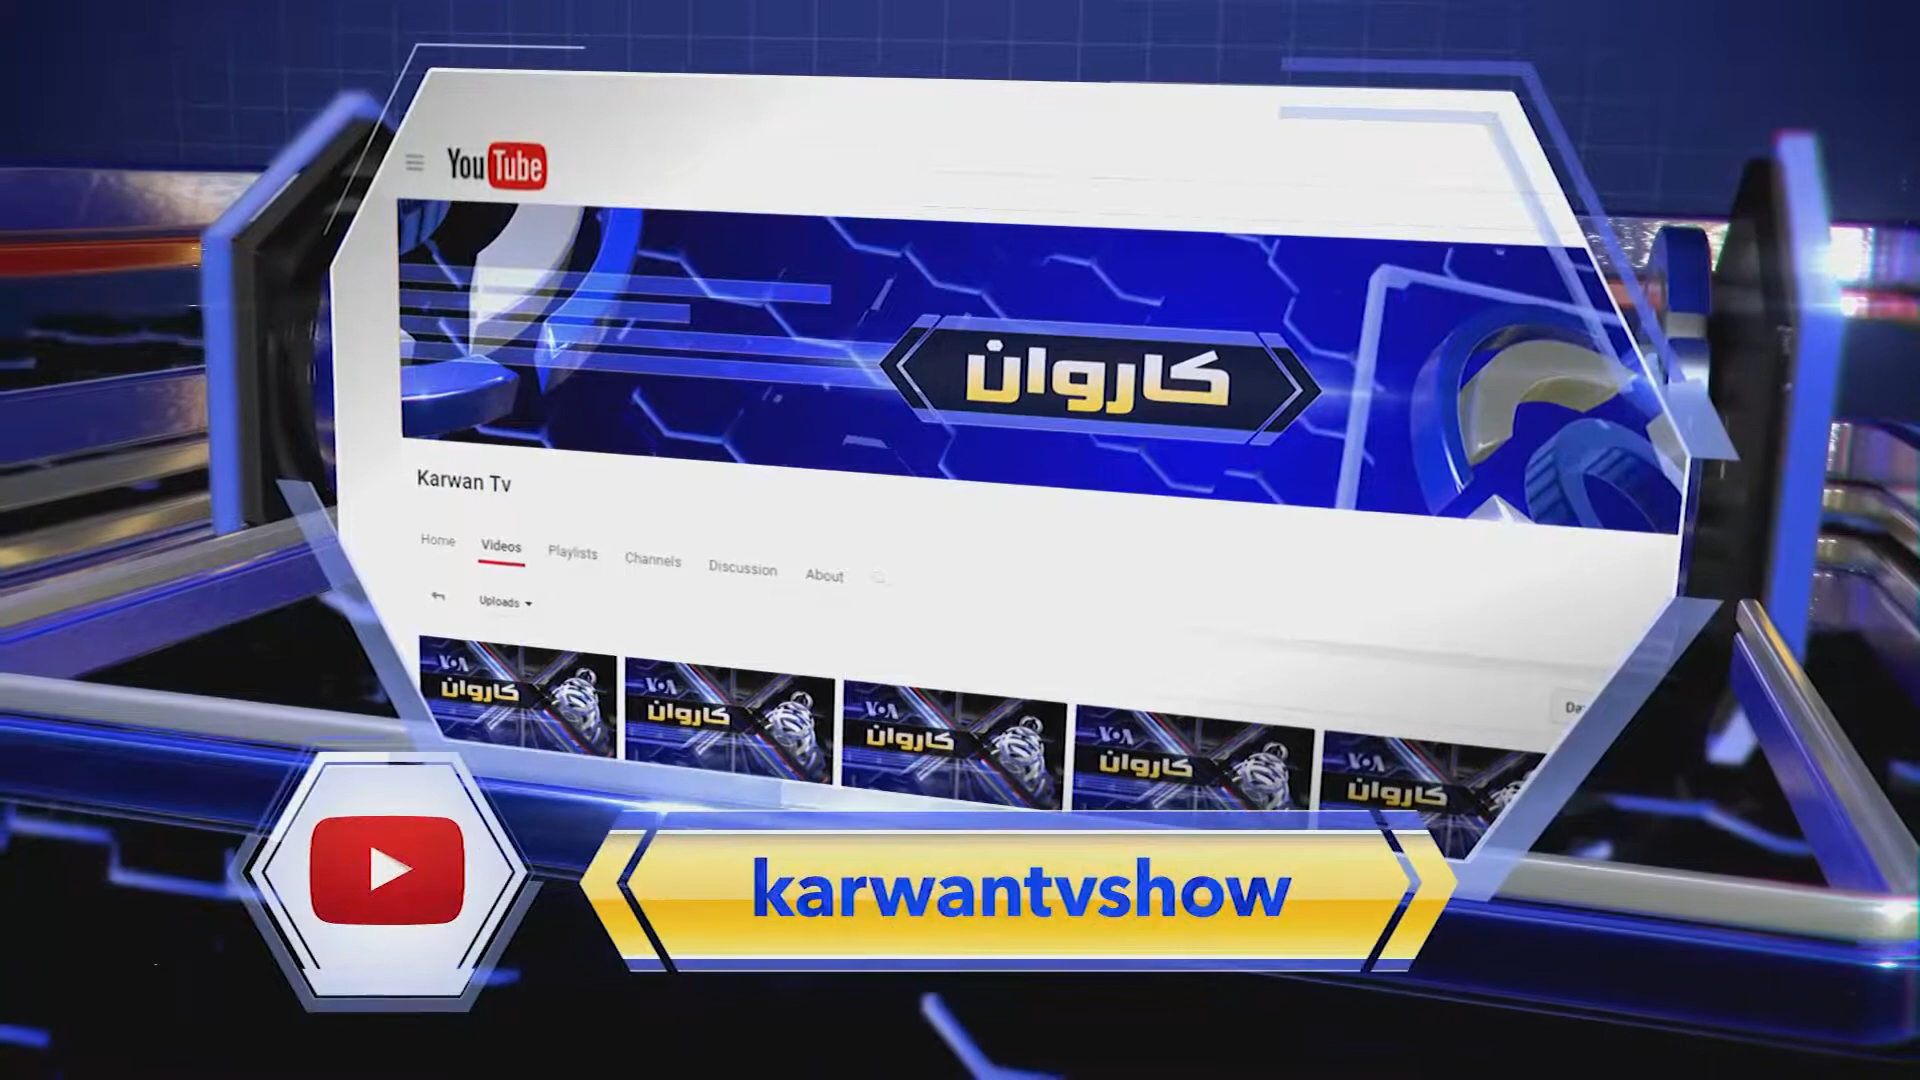 YouTube
کاروان
Karwan Tv
Home Videos Playlists Channels Discussion About
Uploads
VOA
کاروان
VOA
کاروان
VOA
کاروان
VOA
کاروان
VOA
کاروان
karwantvshow